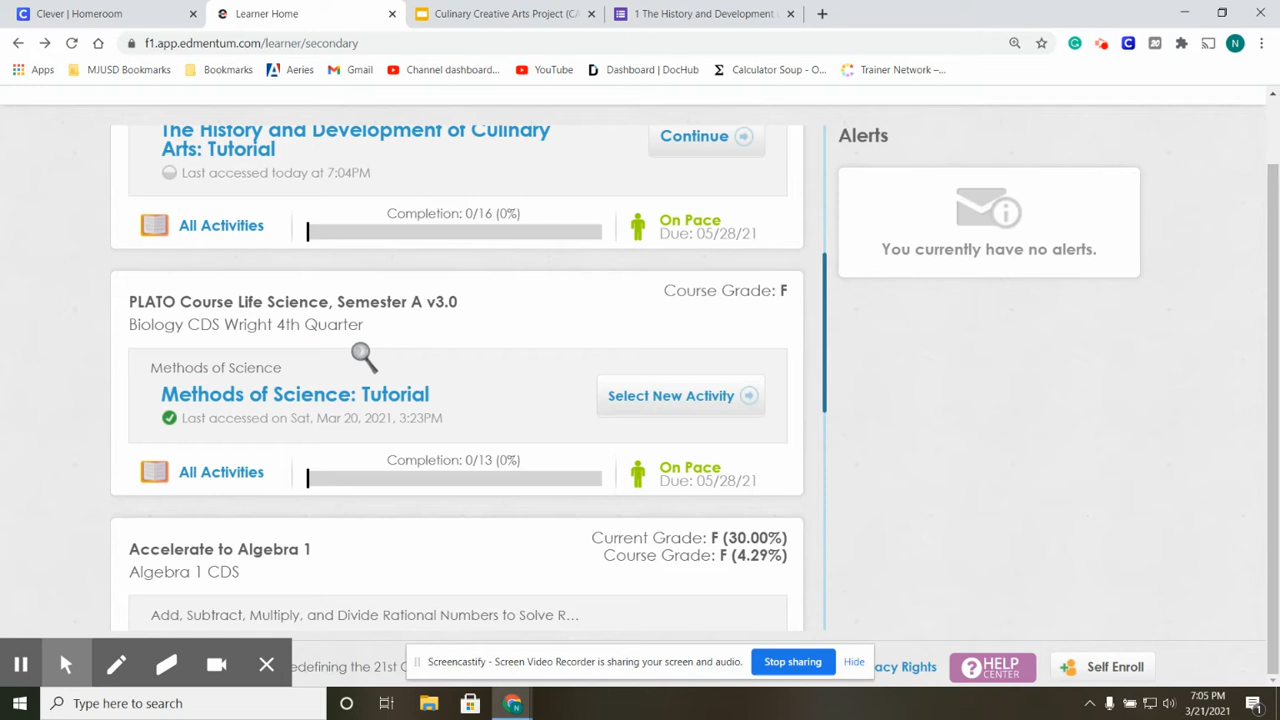 Clever | Homeroom
Learner Home
Culinary Creative Arts Project (CA
1 The History and Development
f1.app.edmentum.com/learner/secondary
N
Apps
MJUSD Bookmarks
Bookmarks
Aeries
Gmail
Channel dashboard...
YouTube
Dashboard | DocHub
Calculator Soup - O...
Trainer Network –...
The History and Development of Culinary
Arts: Tutorial
Last accessed today at 7:04PM
Continue
All Activities
Completion: 0/16 (0%)
On Pace
Due: 05/28/21
Alerts
You currently have no alerts.
PLATO Course Life Science, Semester A v3.0
Course Grade: F
Biology CDS Wright 4th Quarter
Methods of Science
Methods of Science: Tutorial
Last accessed on Sat, Mar 20, 2021, 3:23PM
Select New Activity
All Activities
Completion: 0/13 (0%)
On Pace
Due: 05/28/21
Accelerate to Algebra 1
Algebra 1 CDS
Current Grade: F (30.00%)
Course Grade: F (4.29%)
Add, Subtract, Multiply, and Divide Rational Numbers to Solve R...
edefining the 21st C
Screencastify - Screen Video Recorder is sharing your screen and audio.
Stop sharing
Hide
acy Rights
HELP
CENTER
Self Enroll
Type here to search
7:05 PM
3/21/2021
1